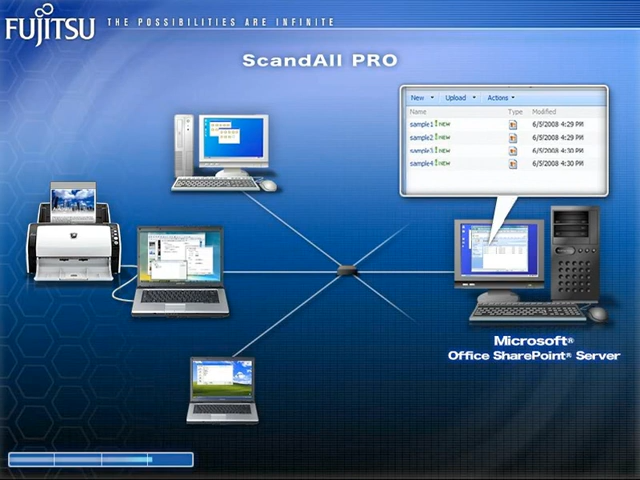 FUJITSU THE POSSIBILITIES ARE INFINITE
ScandAll PRO
New Upload Actions
Name Type Modified
sample1 ! NEW 6/5/2008 4:29 PM
sample2 ! NEW 6/5/2008 4:29 PM
sample3 ! NEW 6/5/2008 4:30 PM
sample4 ! NEW 6/5/2008 4:30 PM
Microsoft®
Office SharePoint® Server